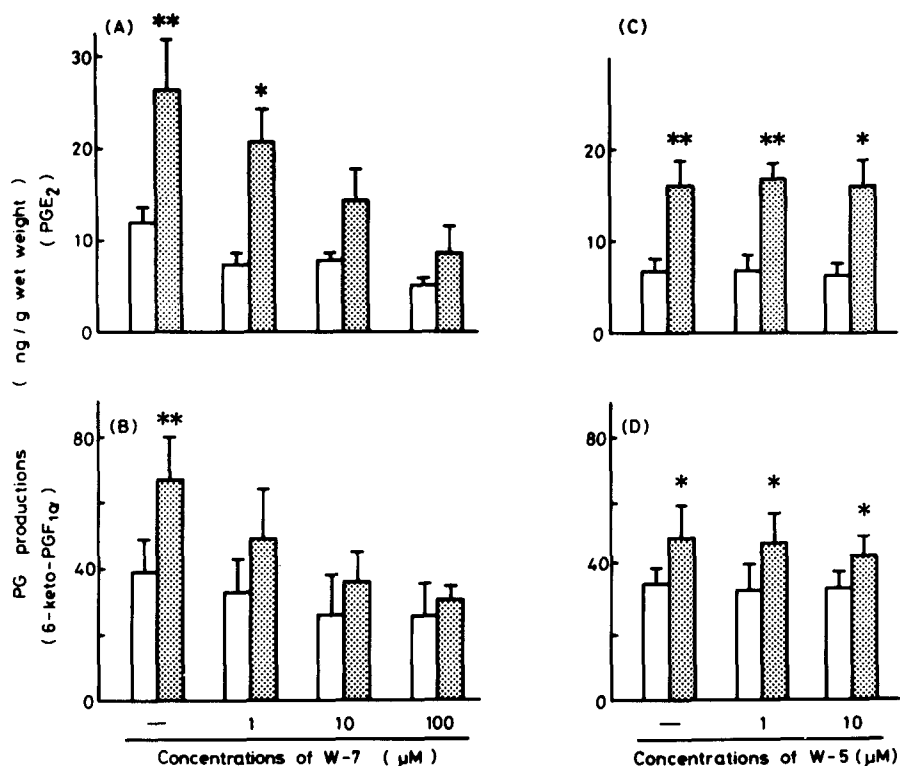 PG productions ( ng / g wet weight )
( PGE2 )
( 6-keto-PGF1α )
(A)
**
*
30
20
10
0
(C)
**
**
*
20
10
0
(B)
**
80
40
0
— 1 10 100
Concentrations of W-7 ( μM )
(D)
*
*
*
80
40
0
— 1 10
Concentrations of W-5 (μM)